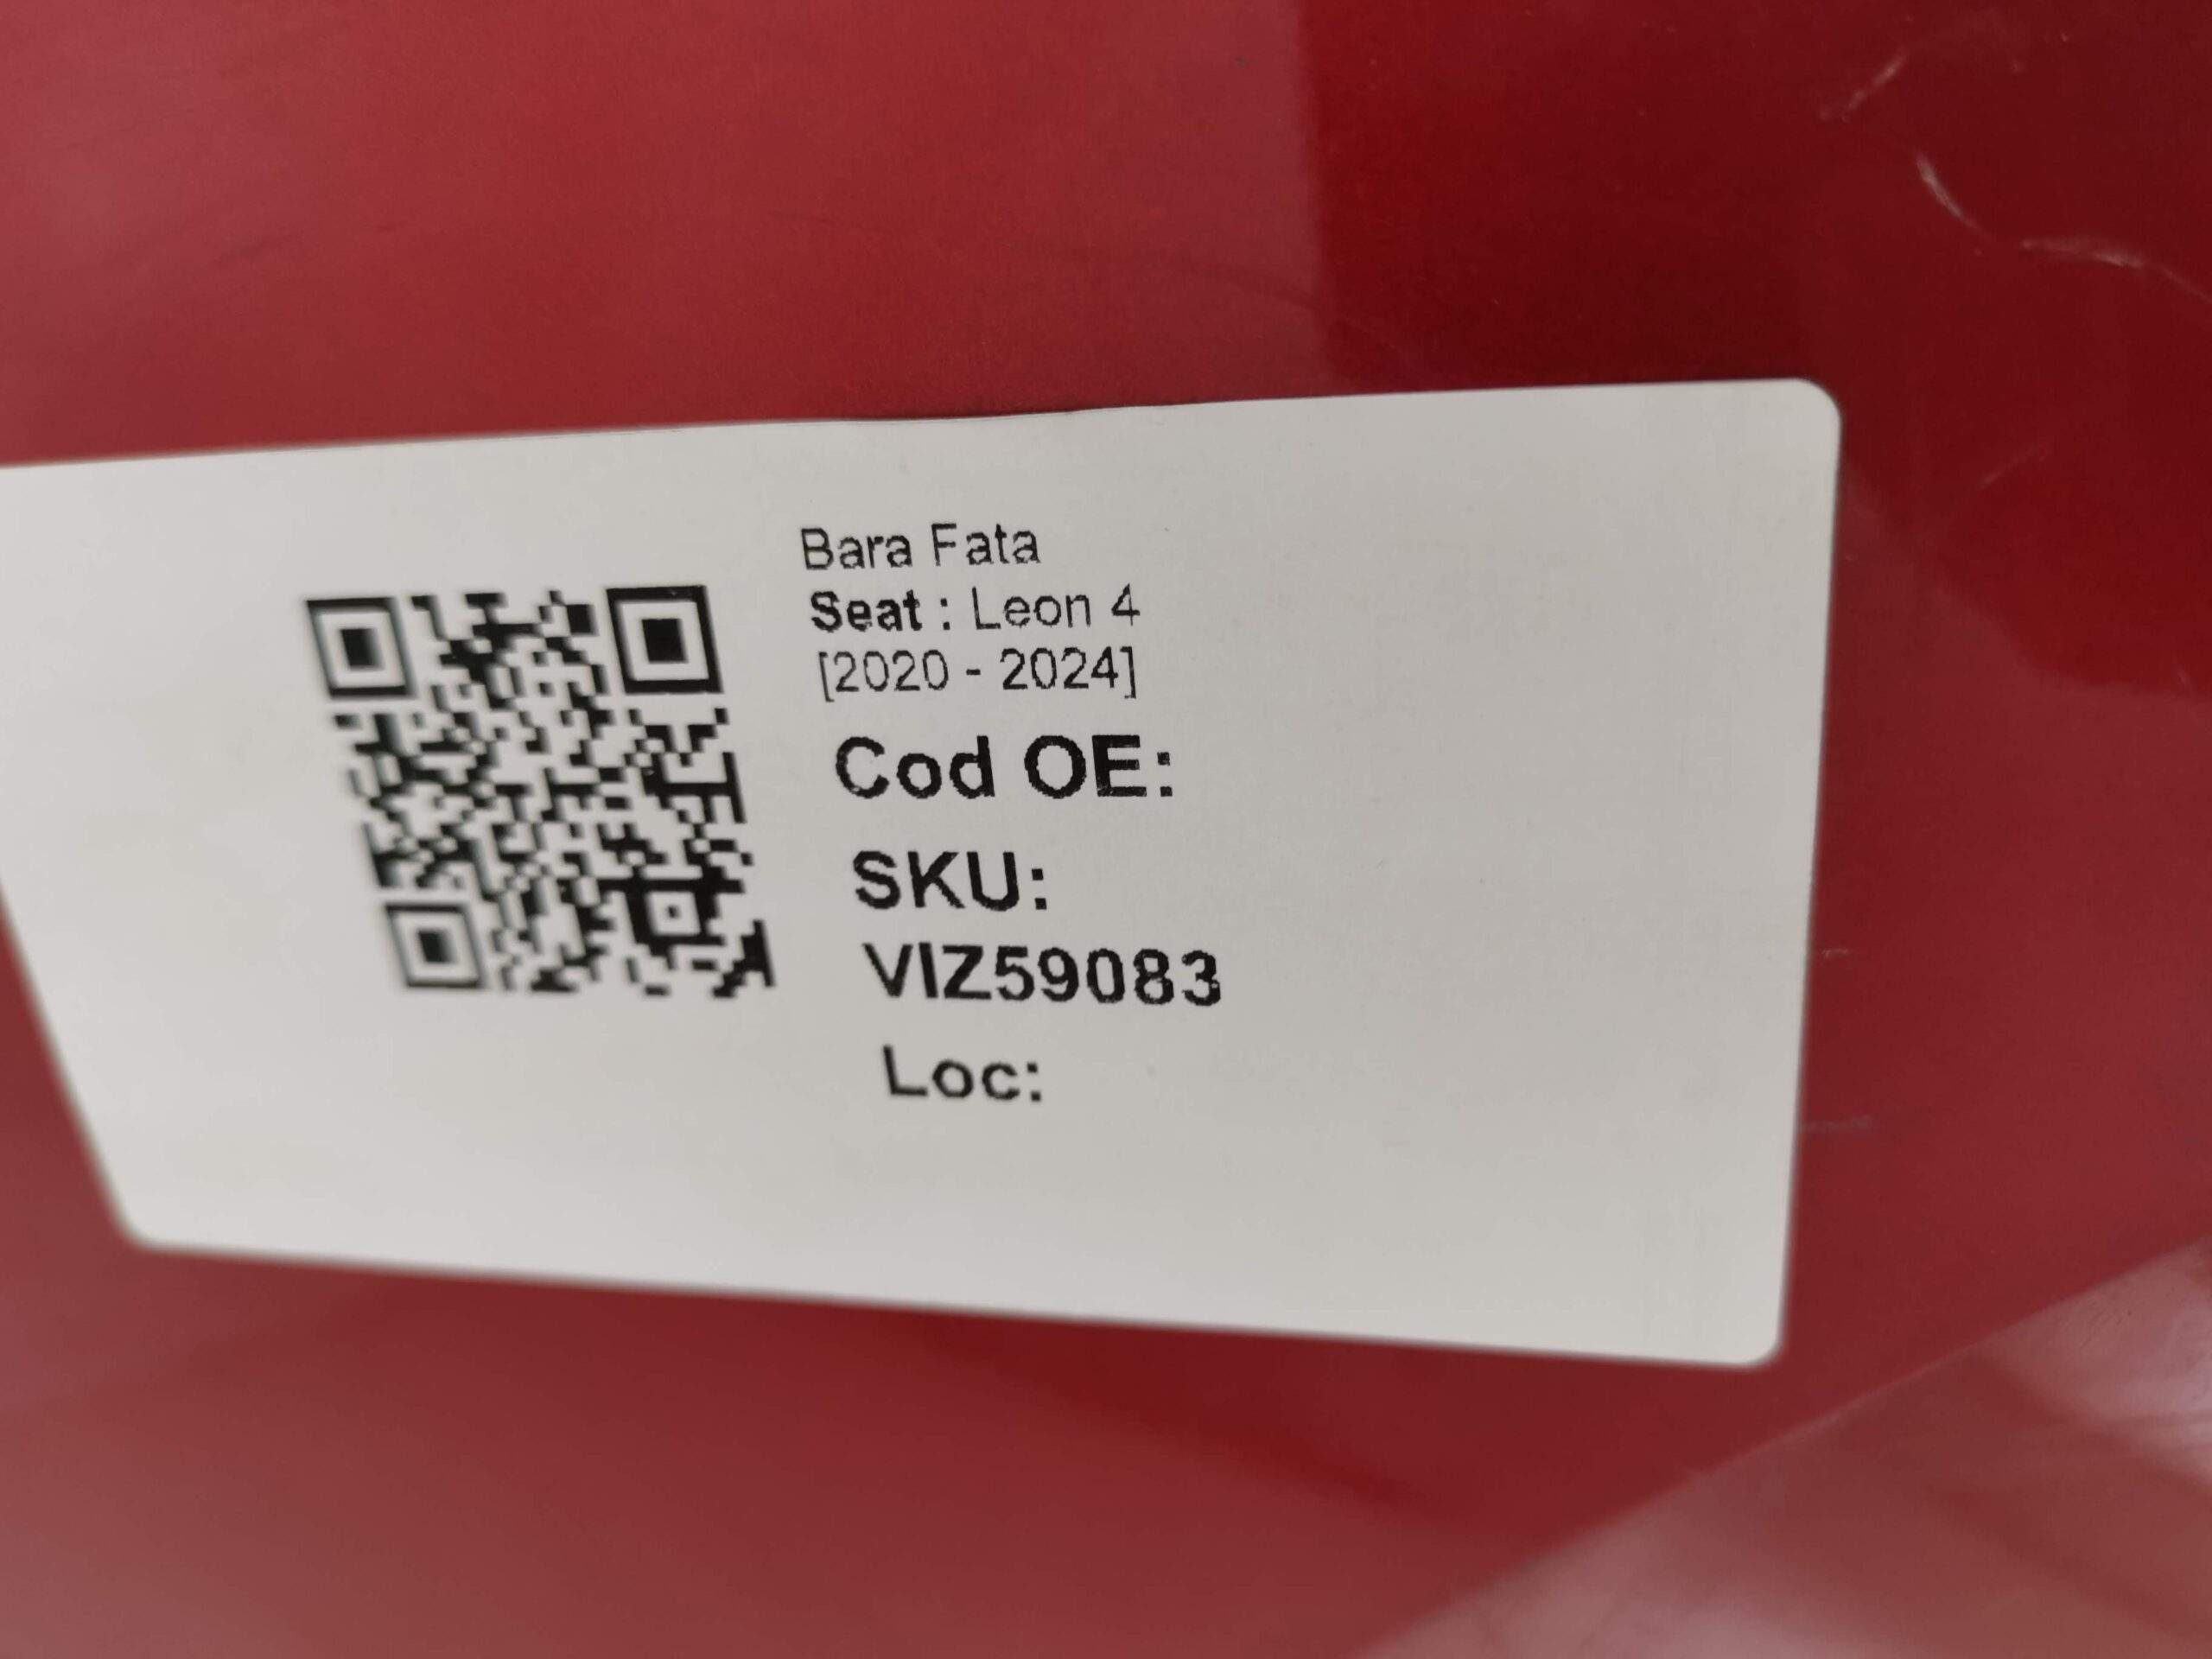 Bara Fata
Seat : Leon 4
[2020 - 2024]
Cod OE:
SKU:
VIZ59083
Loc: